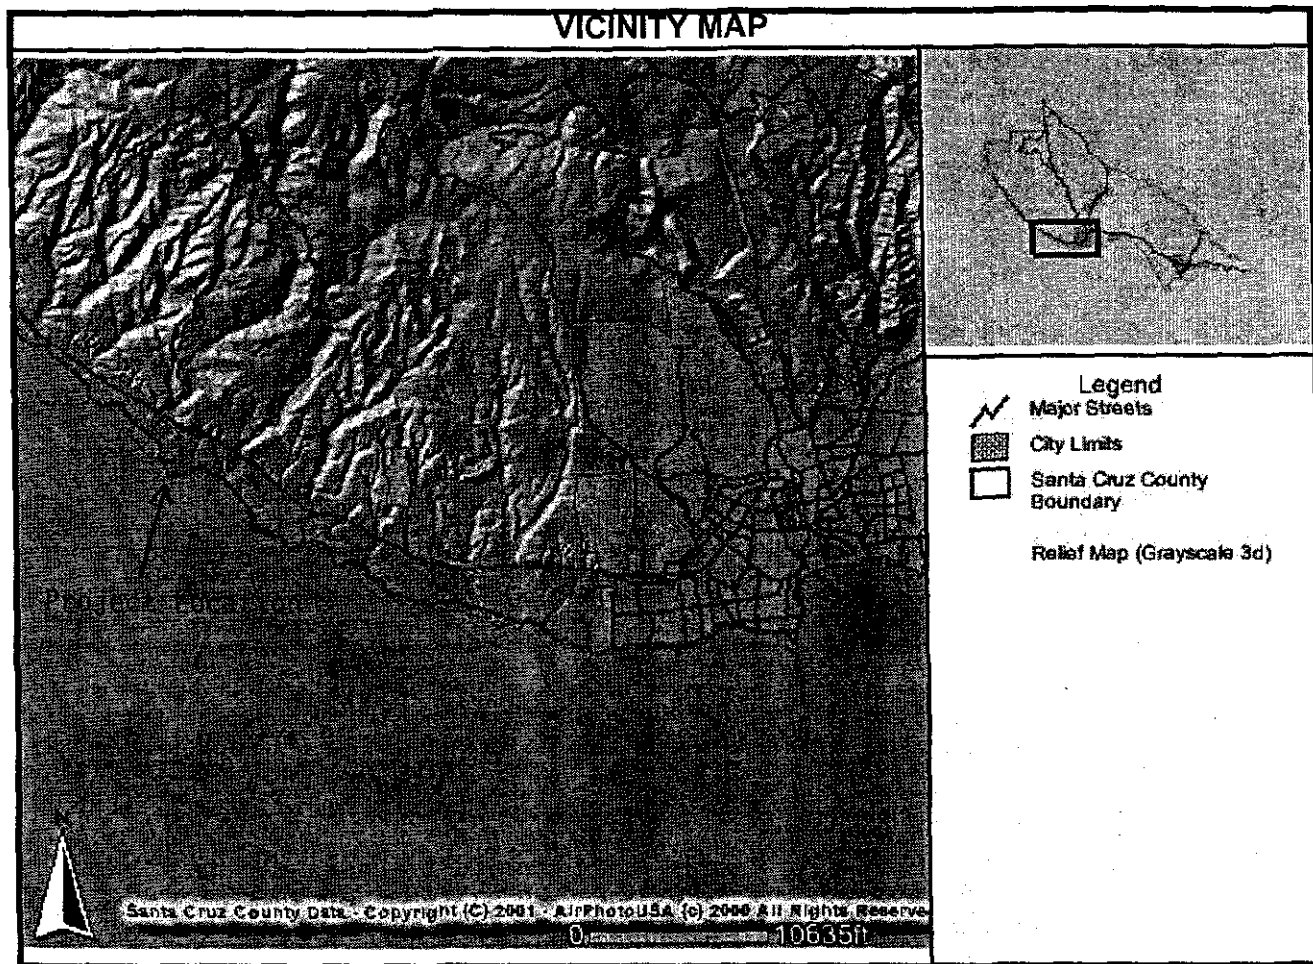 VICINITY MAP
Legend
Major Streets
City Limits
Santa Cruz County
Boundary
Relief Map (Grayscale 3d)
Project Location
N
Santa Cruz County Data - Copyright (C) 2001 - AirPhotoUSA (c) 2000 All Rights Reserve
0 10635ft